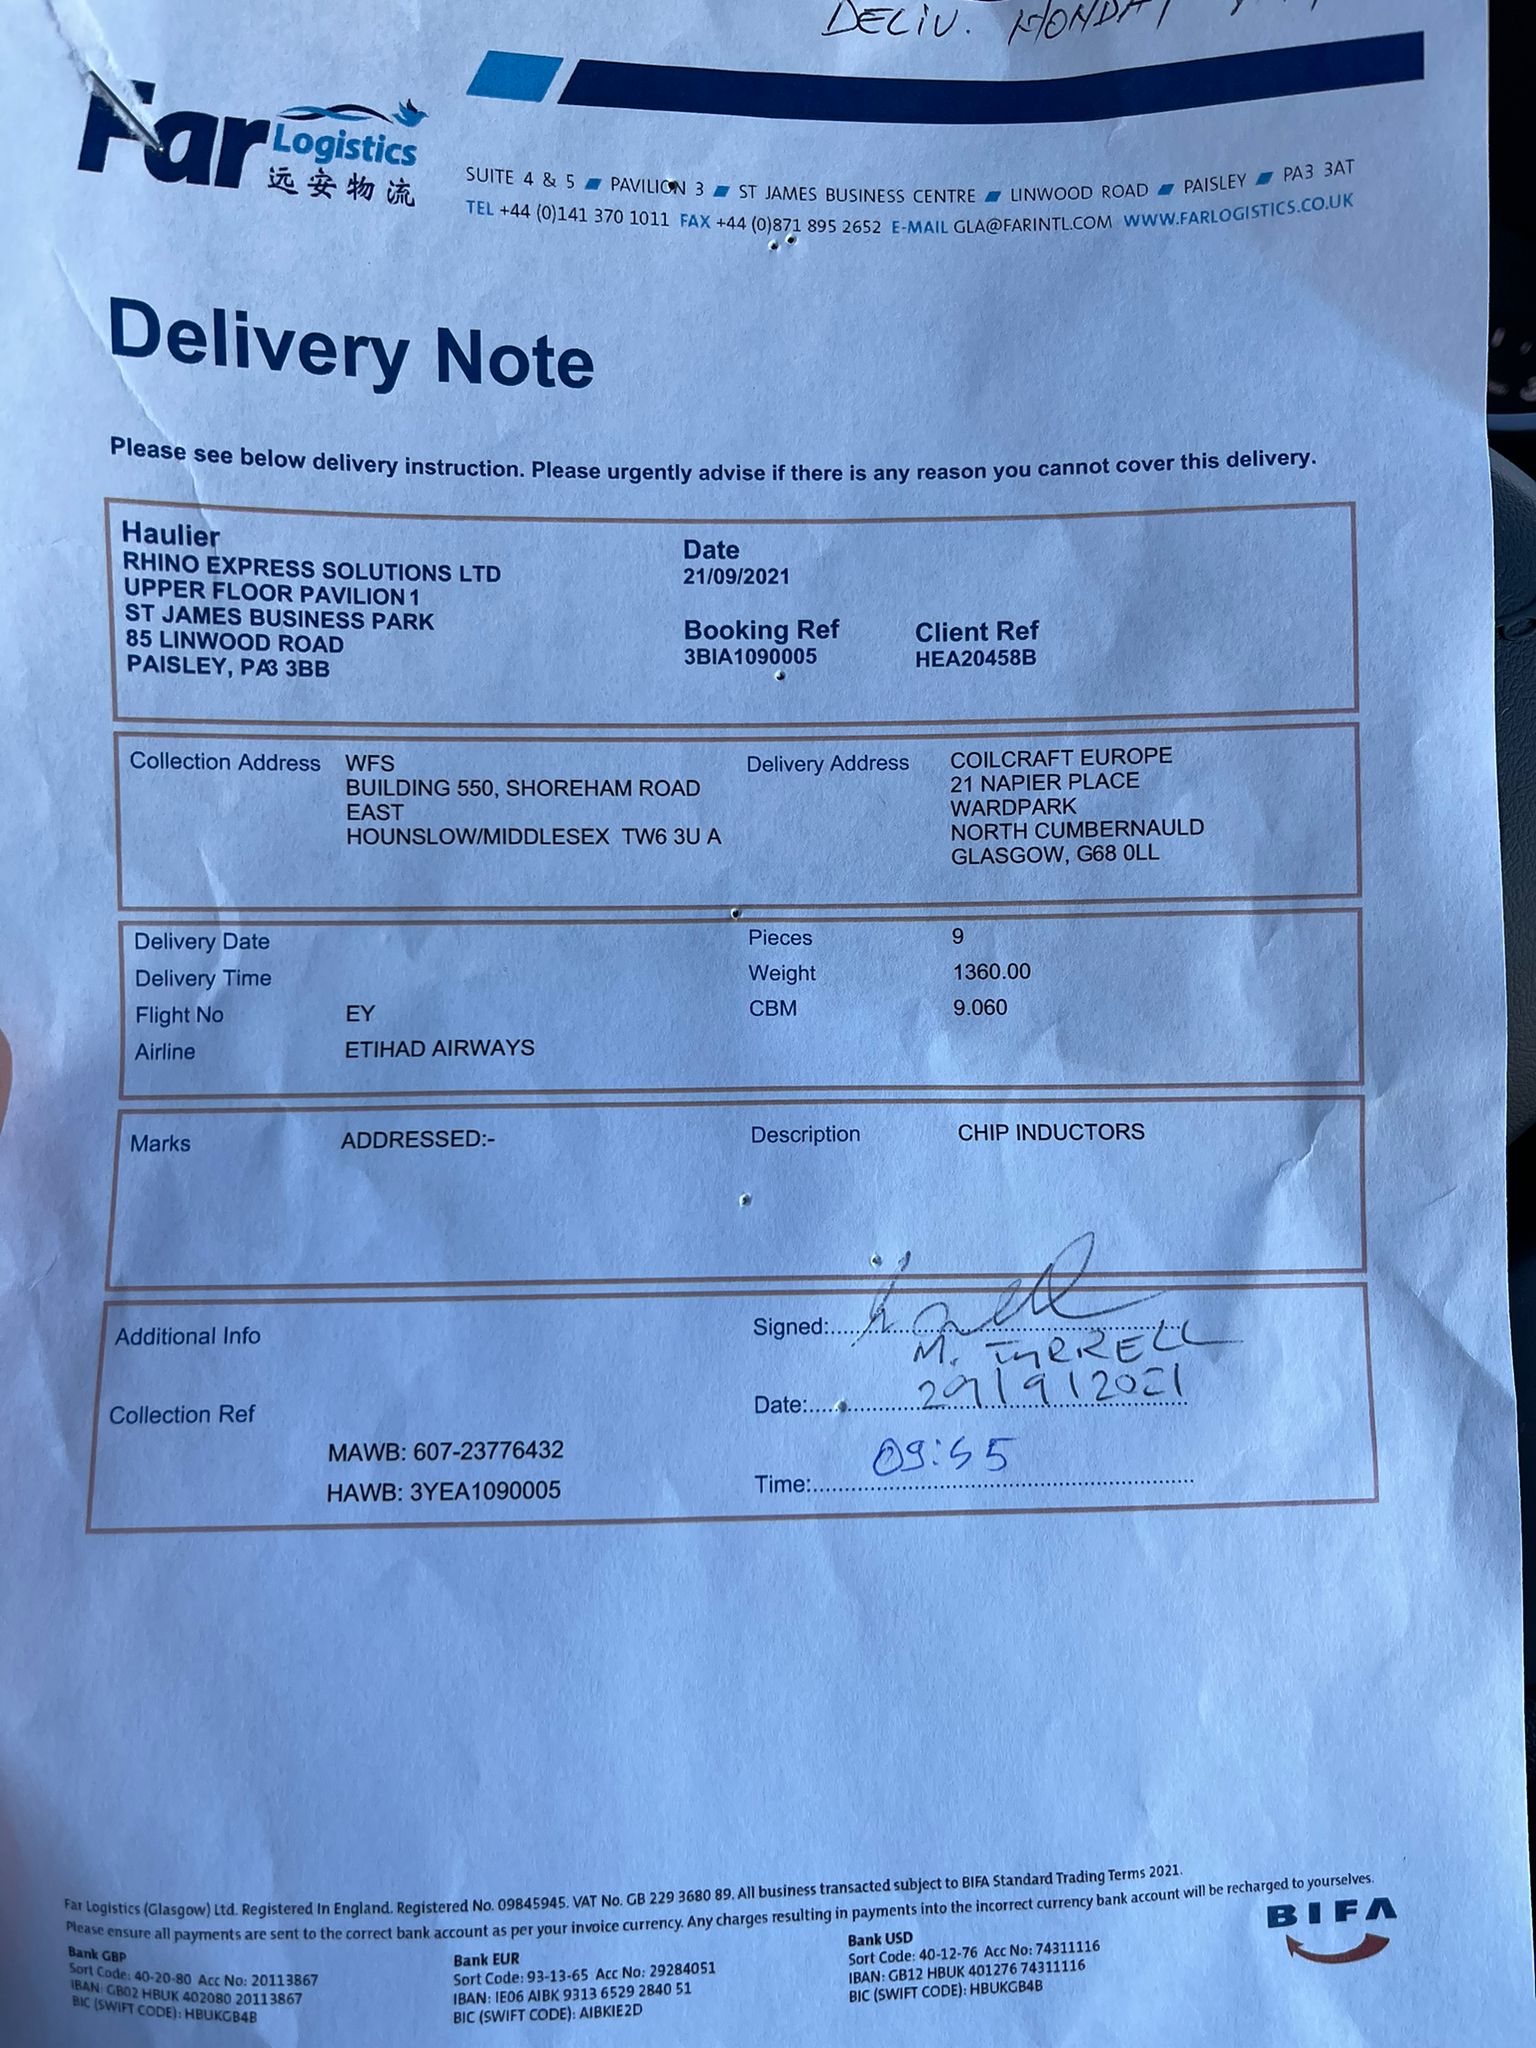 DELIV. MONDAY
Far Logistics
远安物流
SUITE 4 & 5 PAVILION 3 ST JAMES BUSINESS CENTRE LINWOOD ROAD PAISLEY PA3 3AT
TEL +44 (0)141 370 1011 FAX +44 (0)871 895 2652 E-MAIL GLA@FARINTL.COM WWW.FARLOGISTICS.CO.UK
Delivery Note
Please see below delivery instruction. Please urgently advise if there is any reason you cannot cover this delivery.
Haulier
RHINO EXPRESS SOLUTIONS LTD
UPPER FLOOR PAVILION 1
ST JAMES BUSINESS PARK
85 LINWOOD ROAD
PAISLEY, PA3 3BB
Date
21/09/2021
Booking Ref Client Ref
3BIA1090005 HEA20458B
Collection Address WFS
BUILDING 550, SHOREHAM ROAD
EAST
HOUNSLOW/MIDDLESEX TW6 3U A
Delivery Address COILCRAFT EUROPE
21 NAPIER PLACE
WARDPARK
NORTH CUMBERNAULD
GLASGOW, G68 0LL
Delivery Date
Delivery Time
Flight No EY
Airline ETIHAD AIRWAYS
Pieces 9
Weight 1360.00
CBM 9.060
Marks ADDRESSED:-
Description CHIP INDUCTORS
Additional Info
Collection Ref
MAWB: 607-23776432
HAWB: 3YEA1090005
Signed:
M. TYRRELL
Date: 29/9/2021
Time: 09:55
Far Logistics (Glasgow) Ltd. Registered In England. Registered No. 09845945. VAT No. GB 229 3680 89. All business transacted subject to BIFA Standard Trading Terms 2021.
Please ensure all payments are sent to the correct bank account as per your invoice currency. Any charges resulting in payments into the incorrect currency bank account will be recharged to yourselves.
Bank GBP
Sort Code: 40-20-80 Acc No: 20113867
IBAN: GB02 HBUK 402080 20113867
BIC (SWIFT CODE): HBUKGB4B
Bank EUR
Sort Code: 93-13-65 Acc No: 29284051
IBAN: IE06 AIBK 9313 6529 2840 51
BIC (SWIFT CODE): AIBKIE2D
Bank USD
Sort Code: 40-12-76 Acc No: 74311116
IBAN: GB12 HBUK 401276 74311116
BIC (SWIFT CODE): HBUKGB4B
BIFA